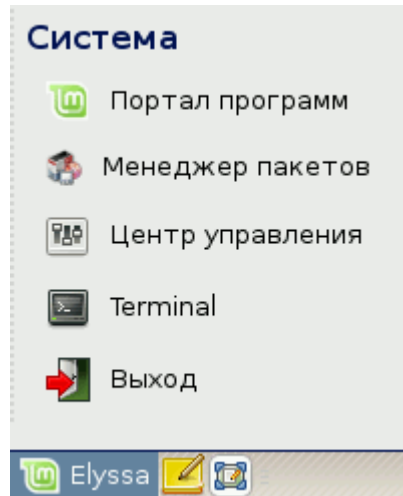 Система
Портал программ
Менеджер пакетов
Центр управления
Terminal
Выход
Elyssa